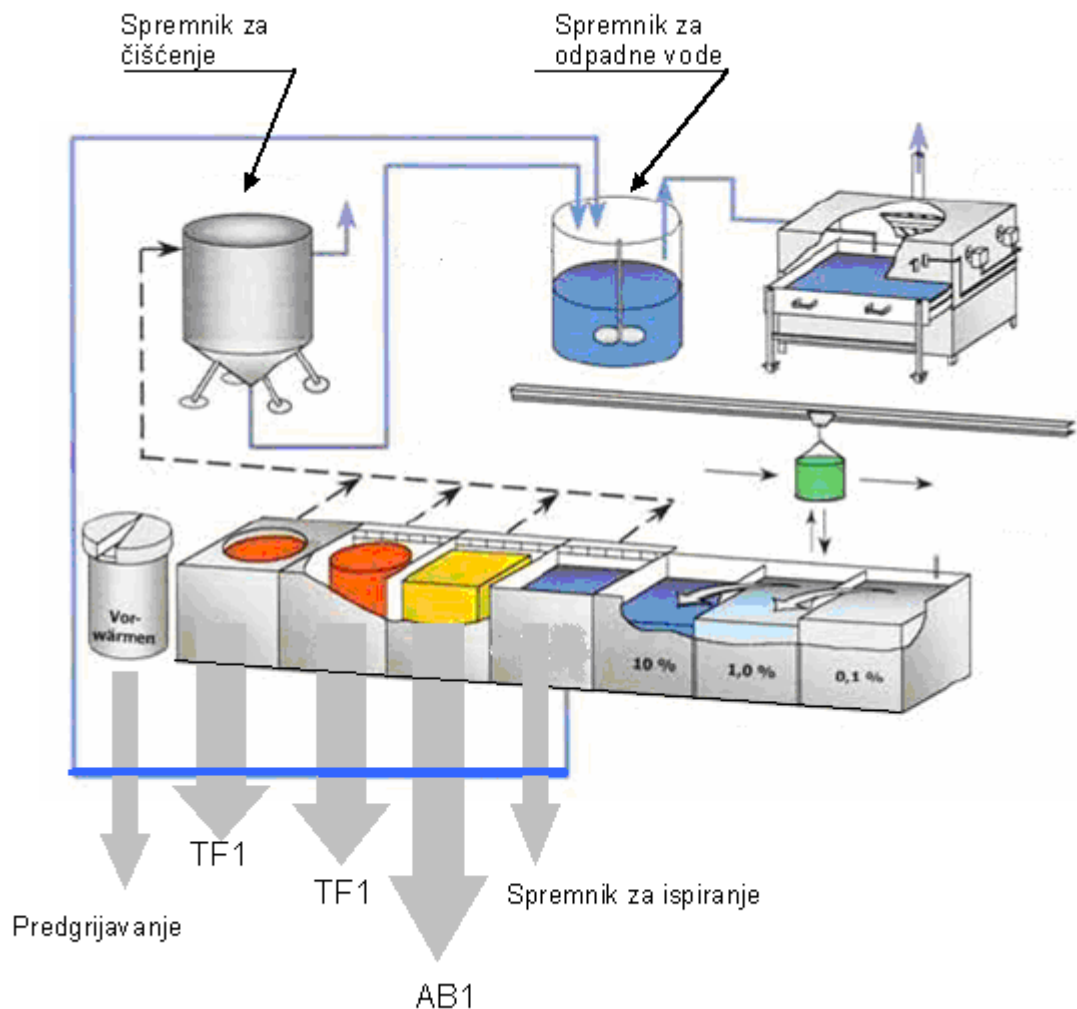 Spremnik za
čišćenje
Spremnik za
odpadne vode
Vor-
wärmen
10 %
1,0 %
0,1 %
TF1
TF1
Spremnik za ispiranje
Predgrijavanje
AB1